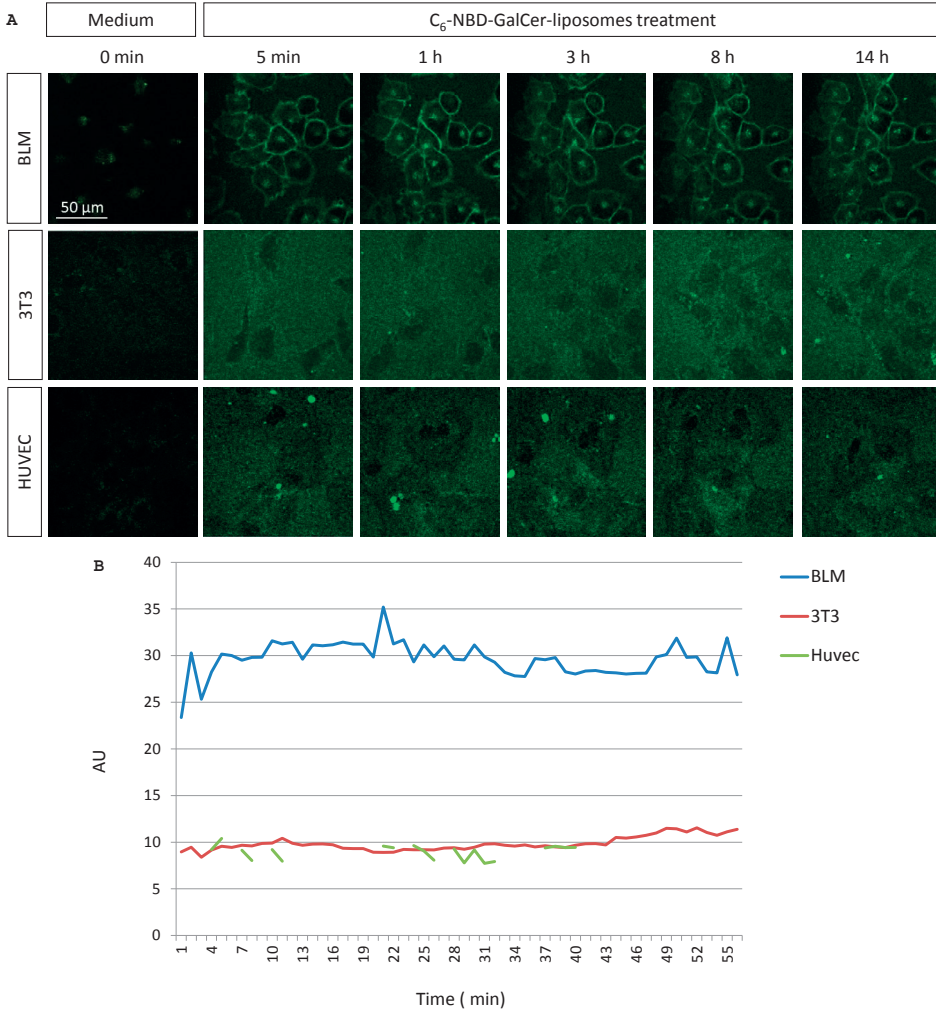 A
Medium
C₆-NBD-GalCer-liposomes treatment
0 min
5 min
1 h
3 h
8 h
14 h
BLM
50 µm
3T3
HUVEC
B
40
35
30
25
20
15
10
5
0
AU
1
4
7
10
13
16
19
22
25
28
31
34
37
40
43
46
49
52
55
Time ( min)
BLM
3T3
Huvec